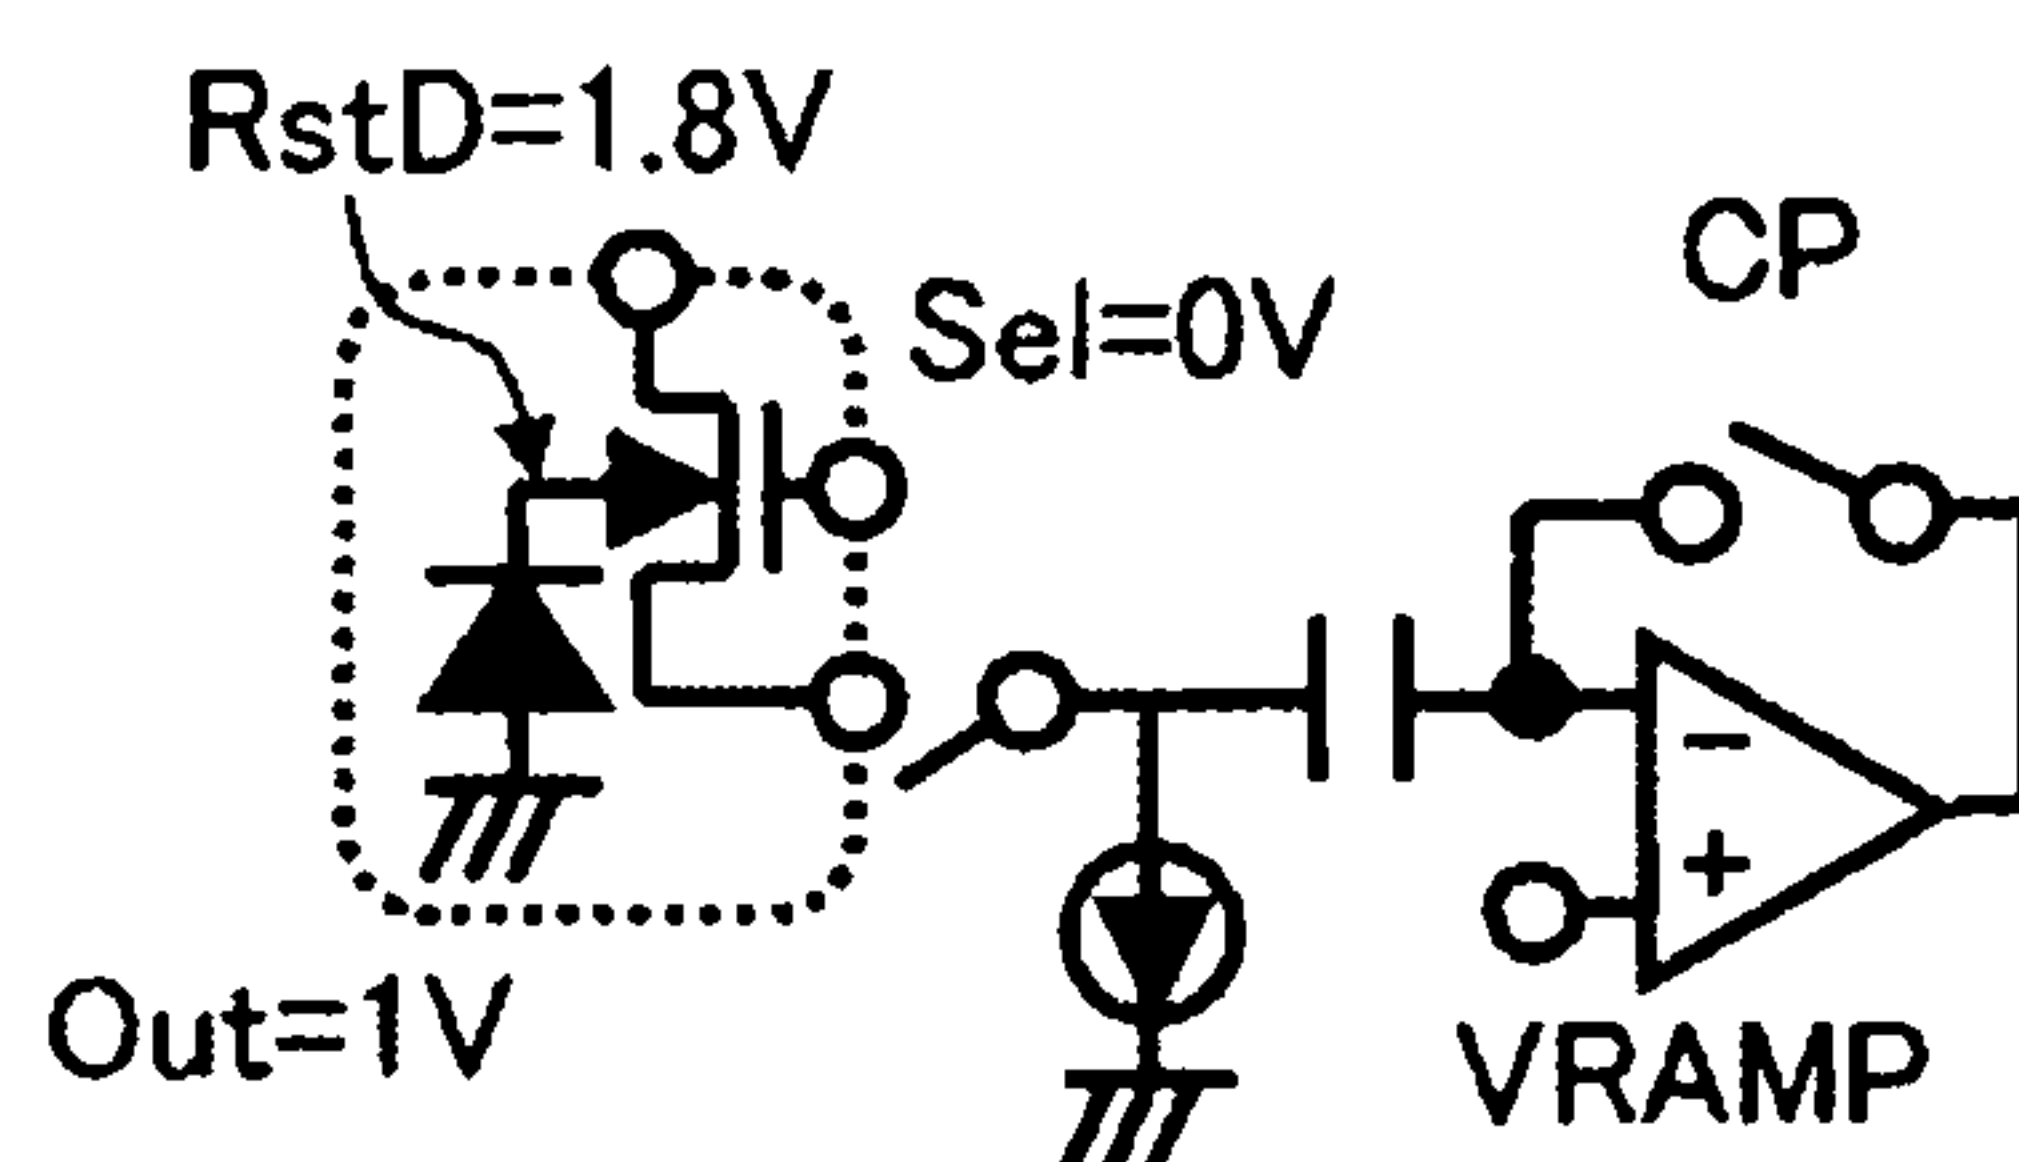 RstD=1.8V
CP
Sel=0V
−
+
Out=1V
VRAMP